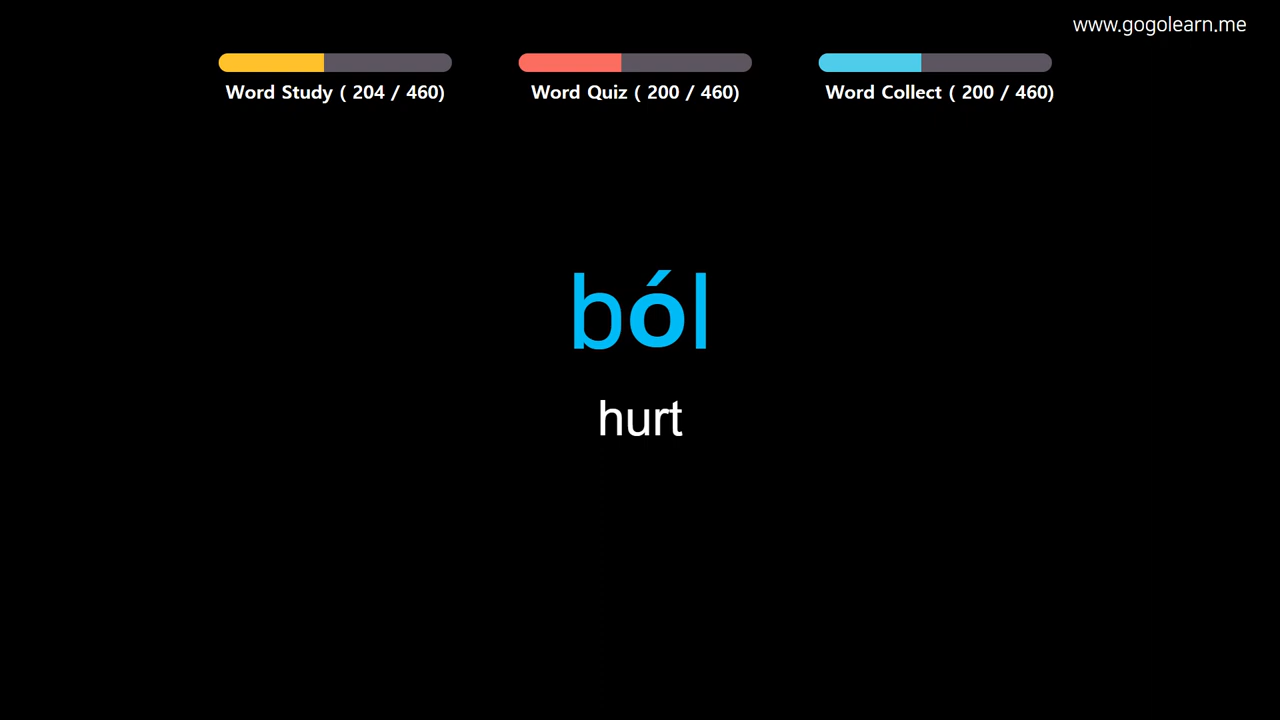 www.gogolearn.me
Word Study ( 204 / 460)
Word Quiz ( 200 / 460)
Word Collect ( 200 / 460)
ból
hurt